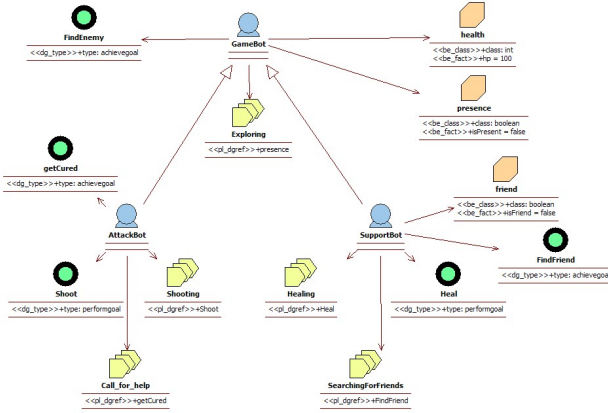 FindEnemy
<<dg_type>>+type: achievegoal
GameBot
health
<<be_class>>+class: int
<<be_fact>>+hp = 100
presence
<<be_class>>+class: boolean
<<be_fact>>+isPresent = false
Exploring
<<pl_dgref>>+presence
getCured
<<dg_type>>+type: achievegoal
friend
<<be_class>>+class: boolean
<<be_fact>>+isFriend = false
AttackBot
SupportBot
FindFriend
<<dg_type>>+type: achievegoal
Shoot
<<dg_type>>+type: performgoal
Shooting
<<pl_dgref>>+Shoot
Healing
<<pl_dgref>>+Heal
Heal
<<dg_type>>+type: performgoal
Call_for_help
<<pl_dgref>>+getCured
SearchingForFriends
<<pl_dgref>>+FindFriend